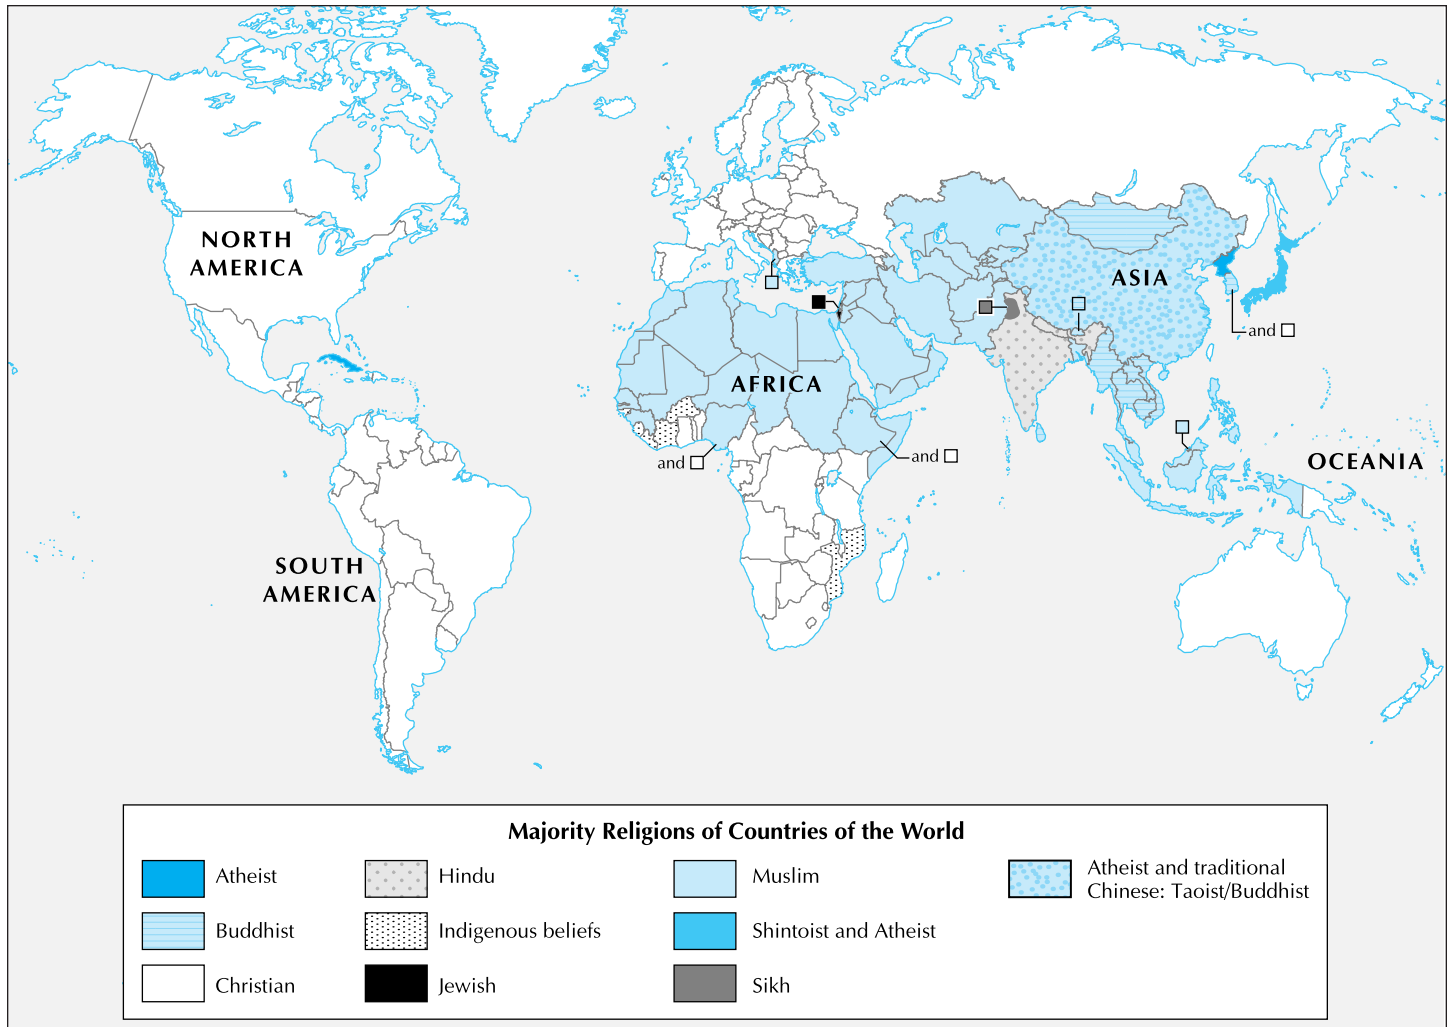 NORTH
AMERICA
ASIA
and
AFRICA
and
and
OCEANIA
SOUTH
AMERICA
Majority Religions of Countries of the World
Atheist
Hindu
Muslim
Atheist and traditional
Chinese: Taoist/Buddhist
Buddhist
Indigenous beliefs
Shintoist and Atheist
Christian
Jewish
Sikh